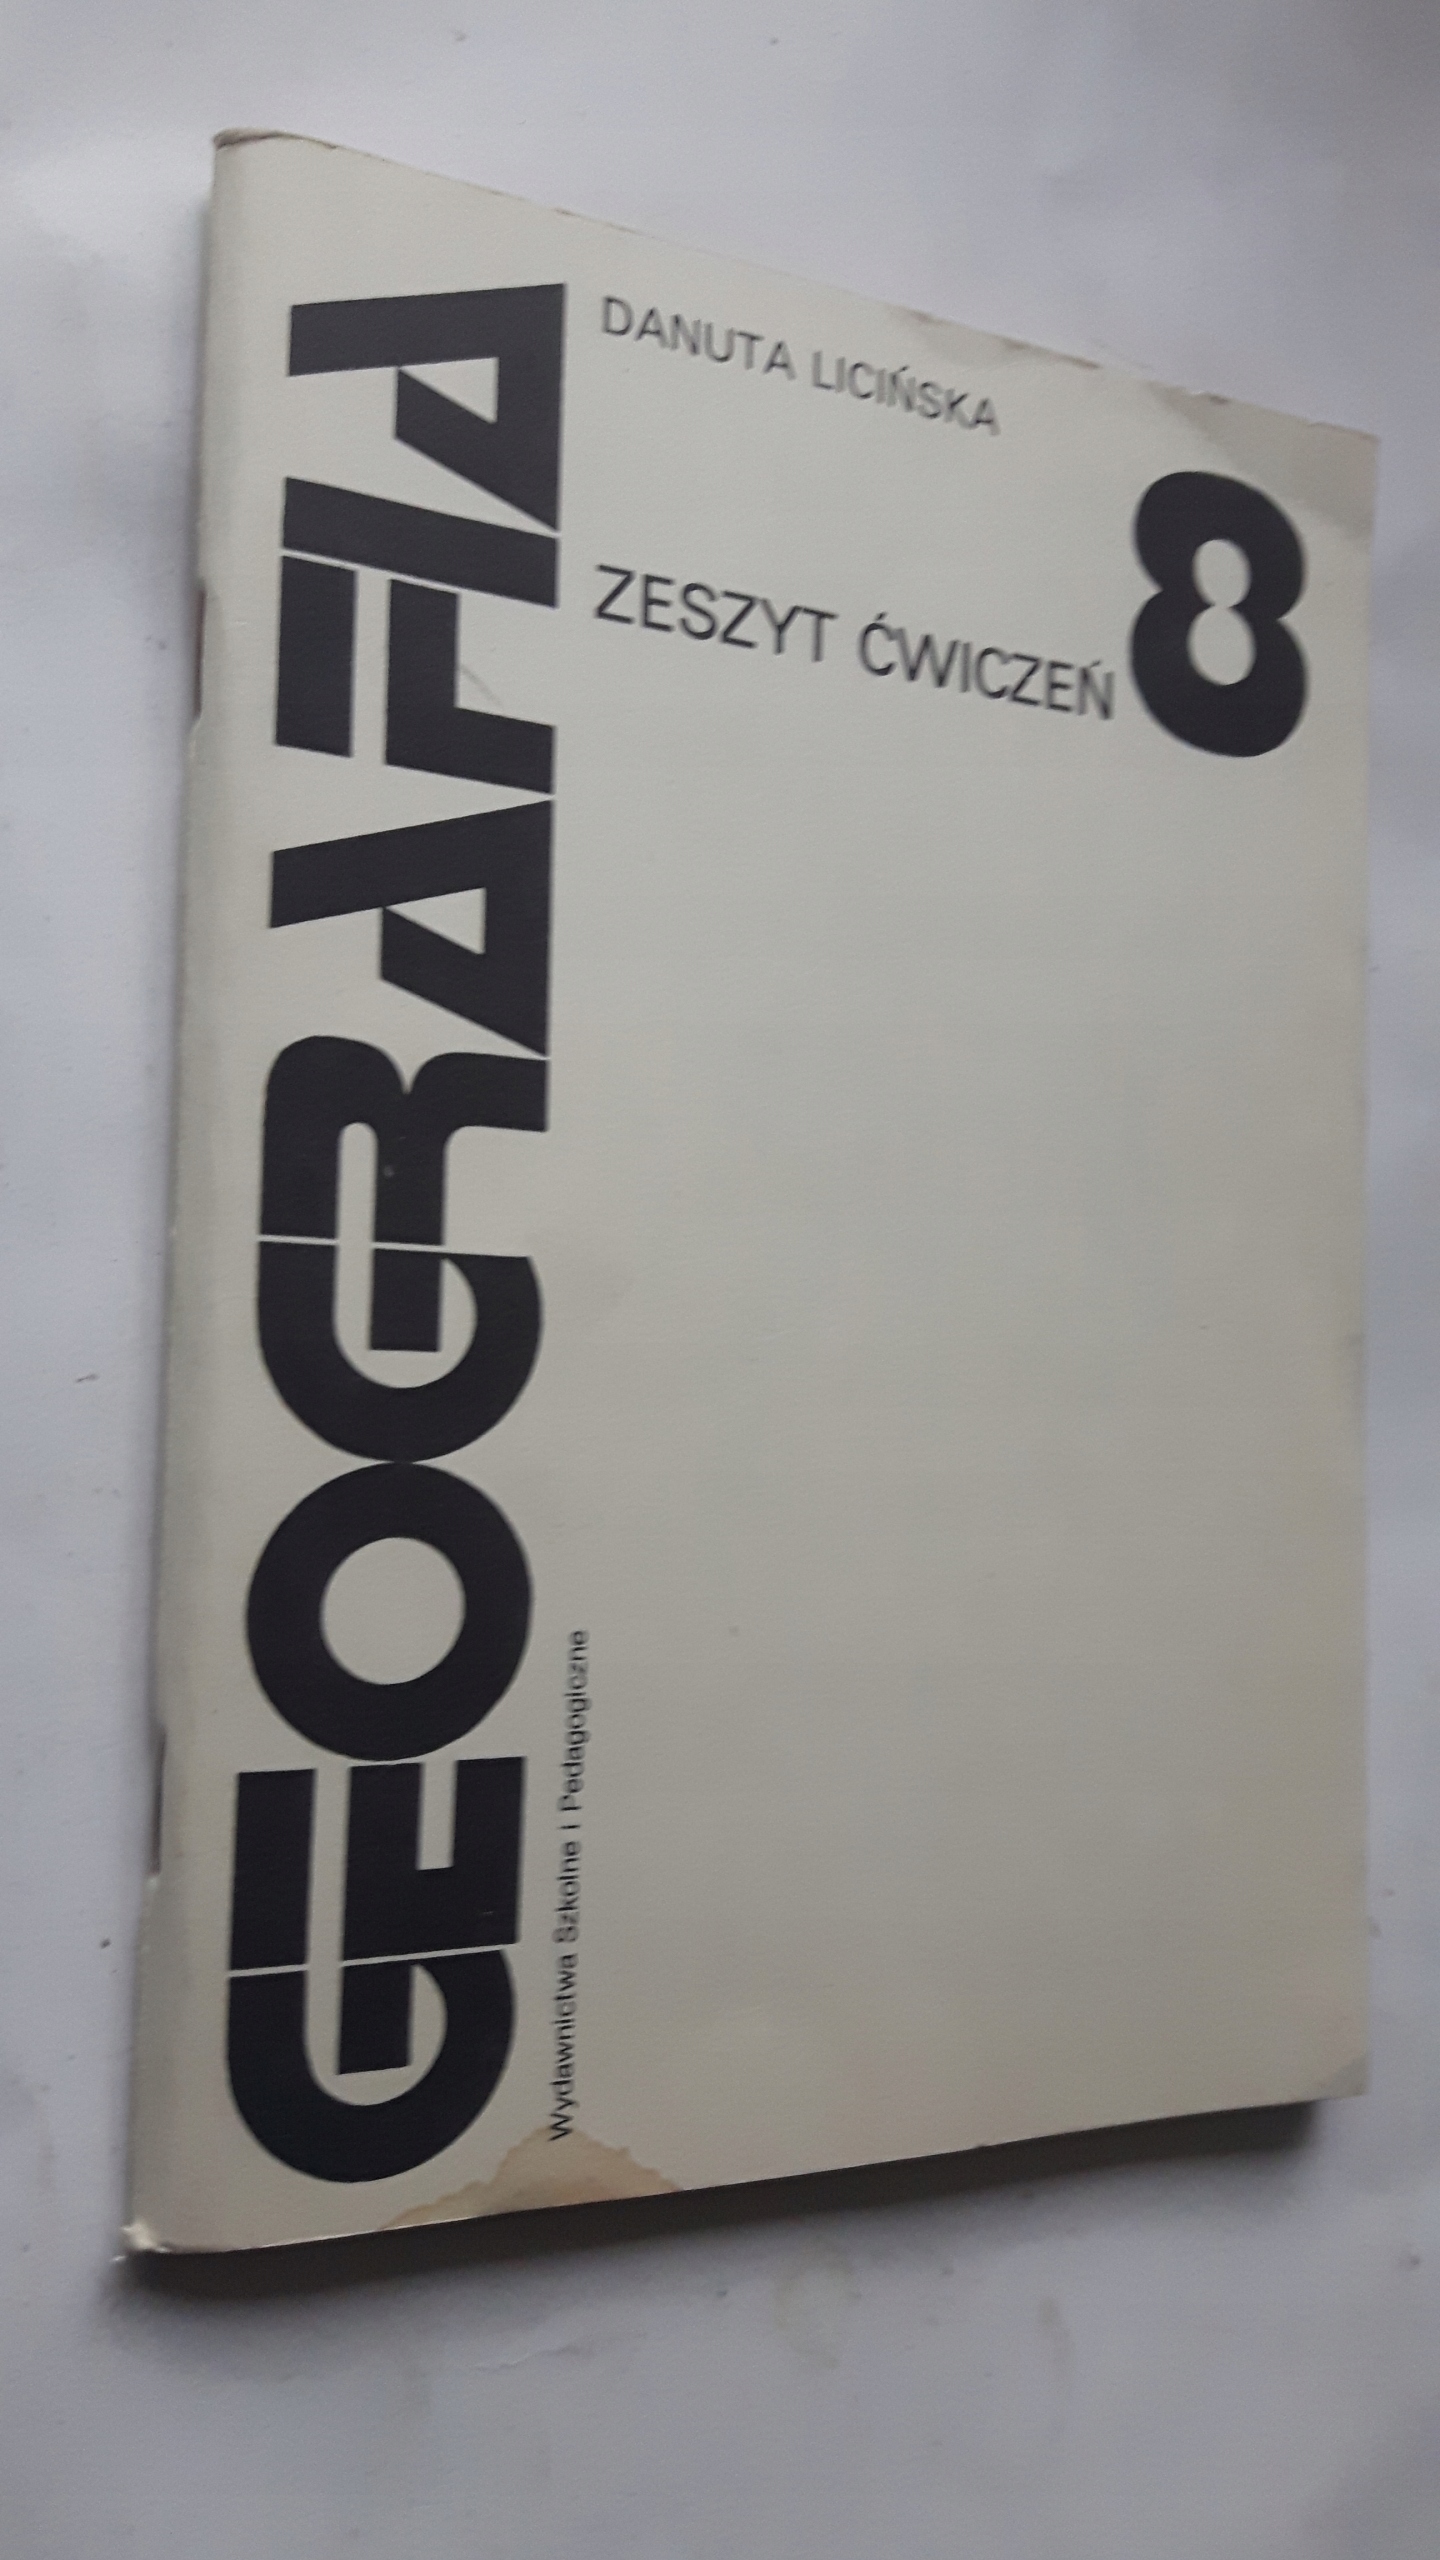 DANUTA LICIŃSKA
GEOGRAFIA
ZESZYT ĆWICZEŃ 8
Wydawnictwa Szkolne i Pedagogiczne